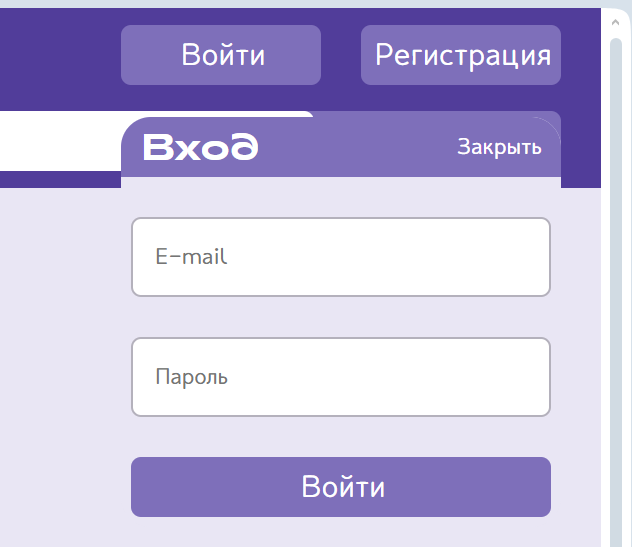 Войти
Регистрация
Вход
Закрыть
E-mail
Пароль
Войти